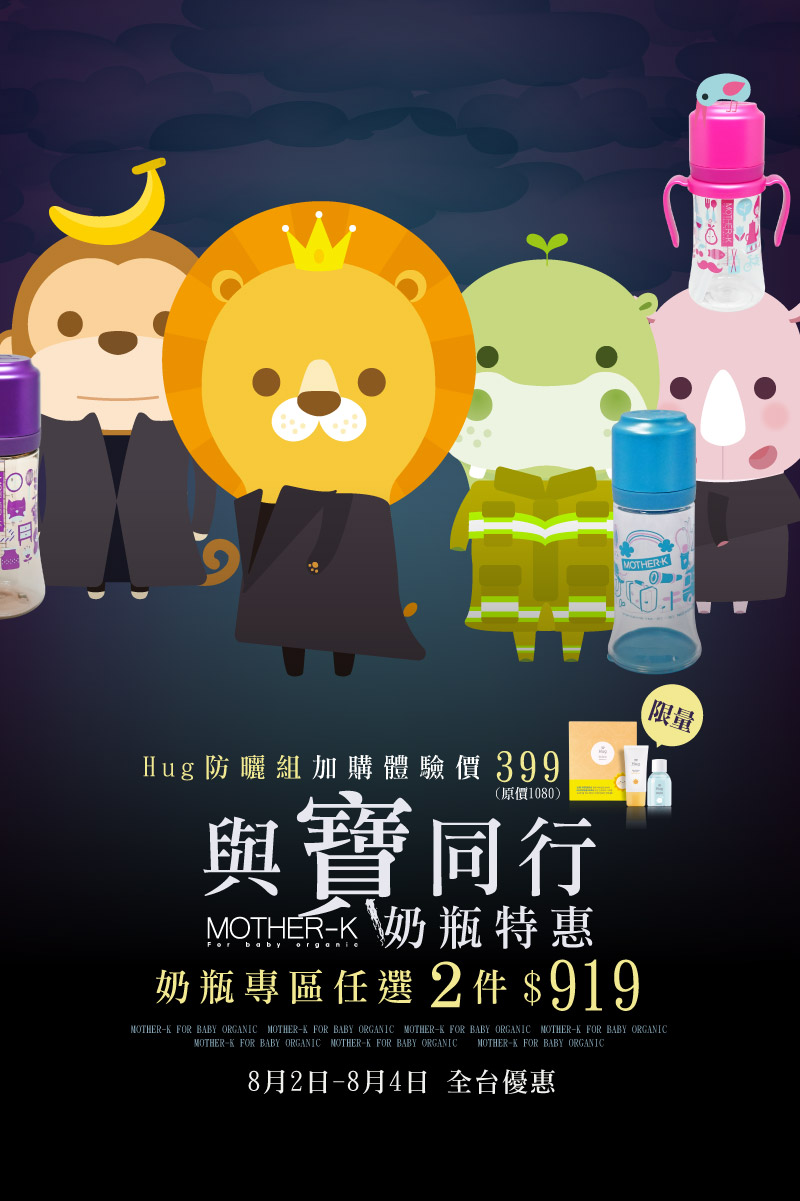 MOTHER-K
MOTHER-K
限量
Hug防曬組加購體驗價 399
(原價1080)
與寶同行
MOTHER-K 奶瓶特惠
For baby organic
奶瓶專區任選2件 $919
MOTHER-K FOR BABY ORGANIC MOTHER-K FOR BABY ORGANIC MOTHER-K FOR BABY ORGANIC MOTHER-K FOR BABY ORGANIC
MOTHER-K FOR BABY ORGANIC MOTHER-K FOR BABY ORGANIC MOTHER-K FOR BABY ORGANIC
8月2日-8月4日 全台優惠